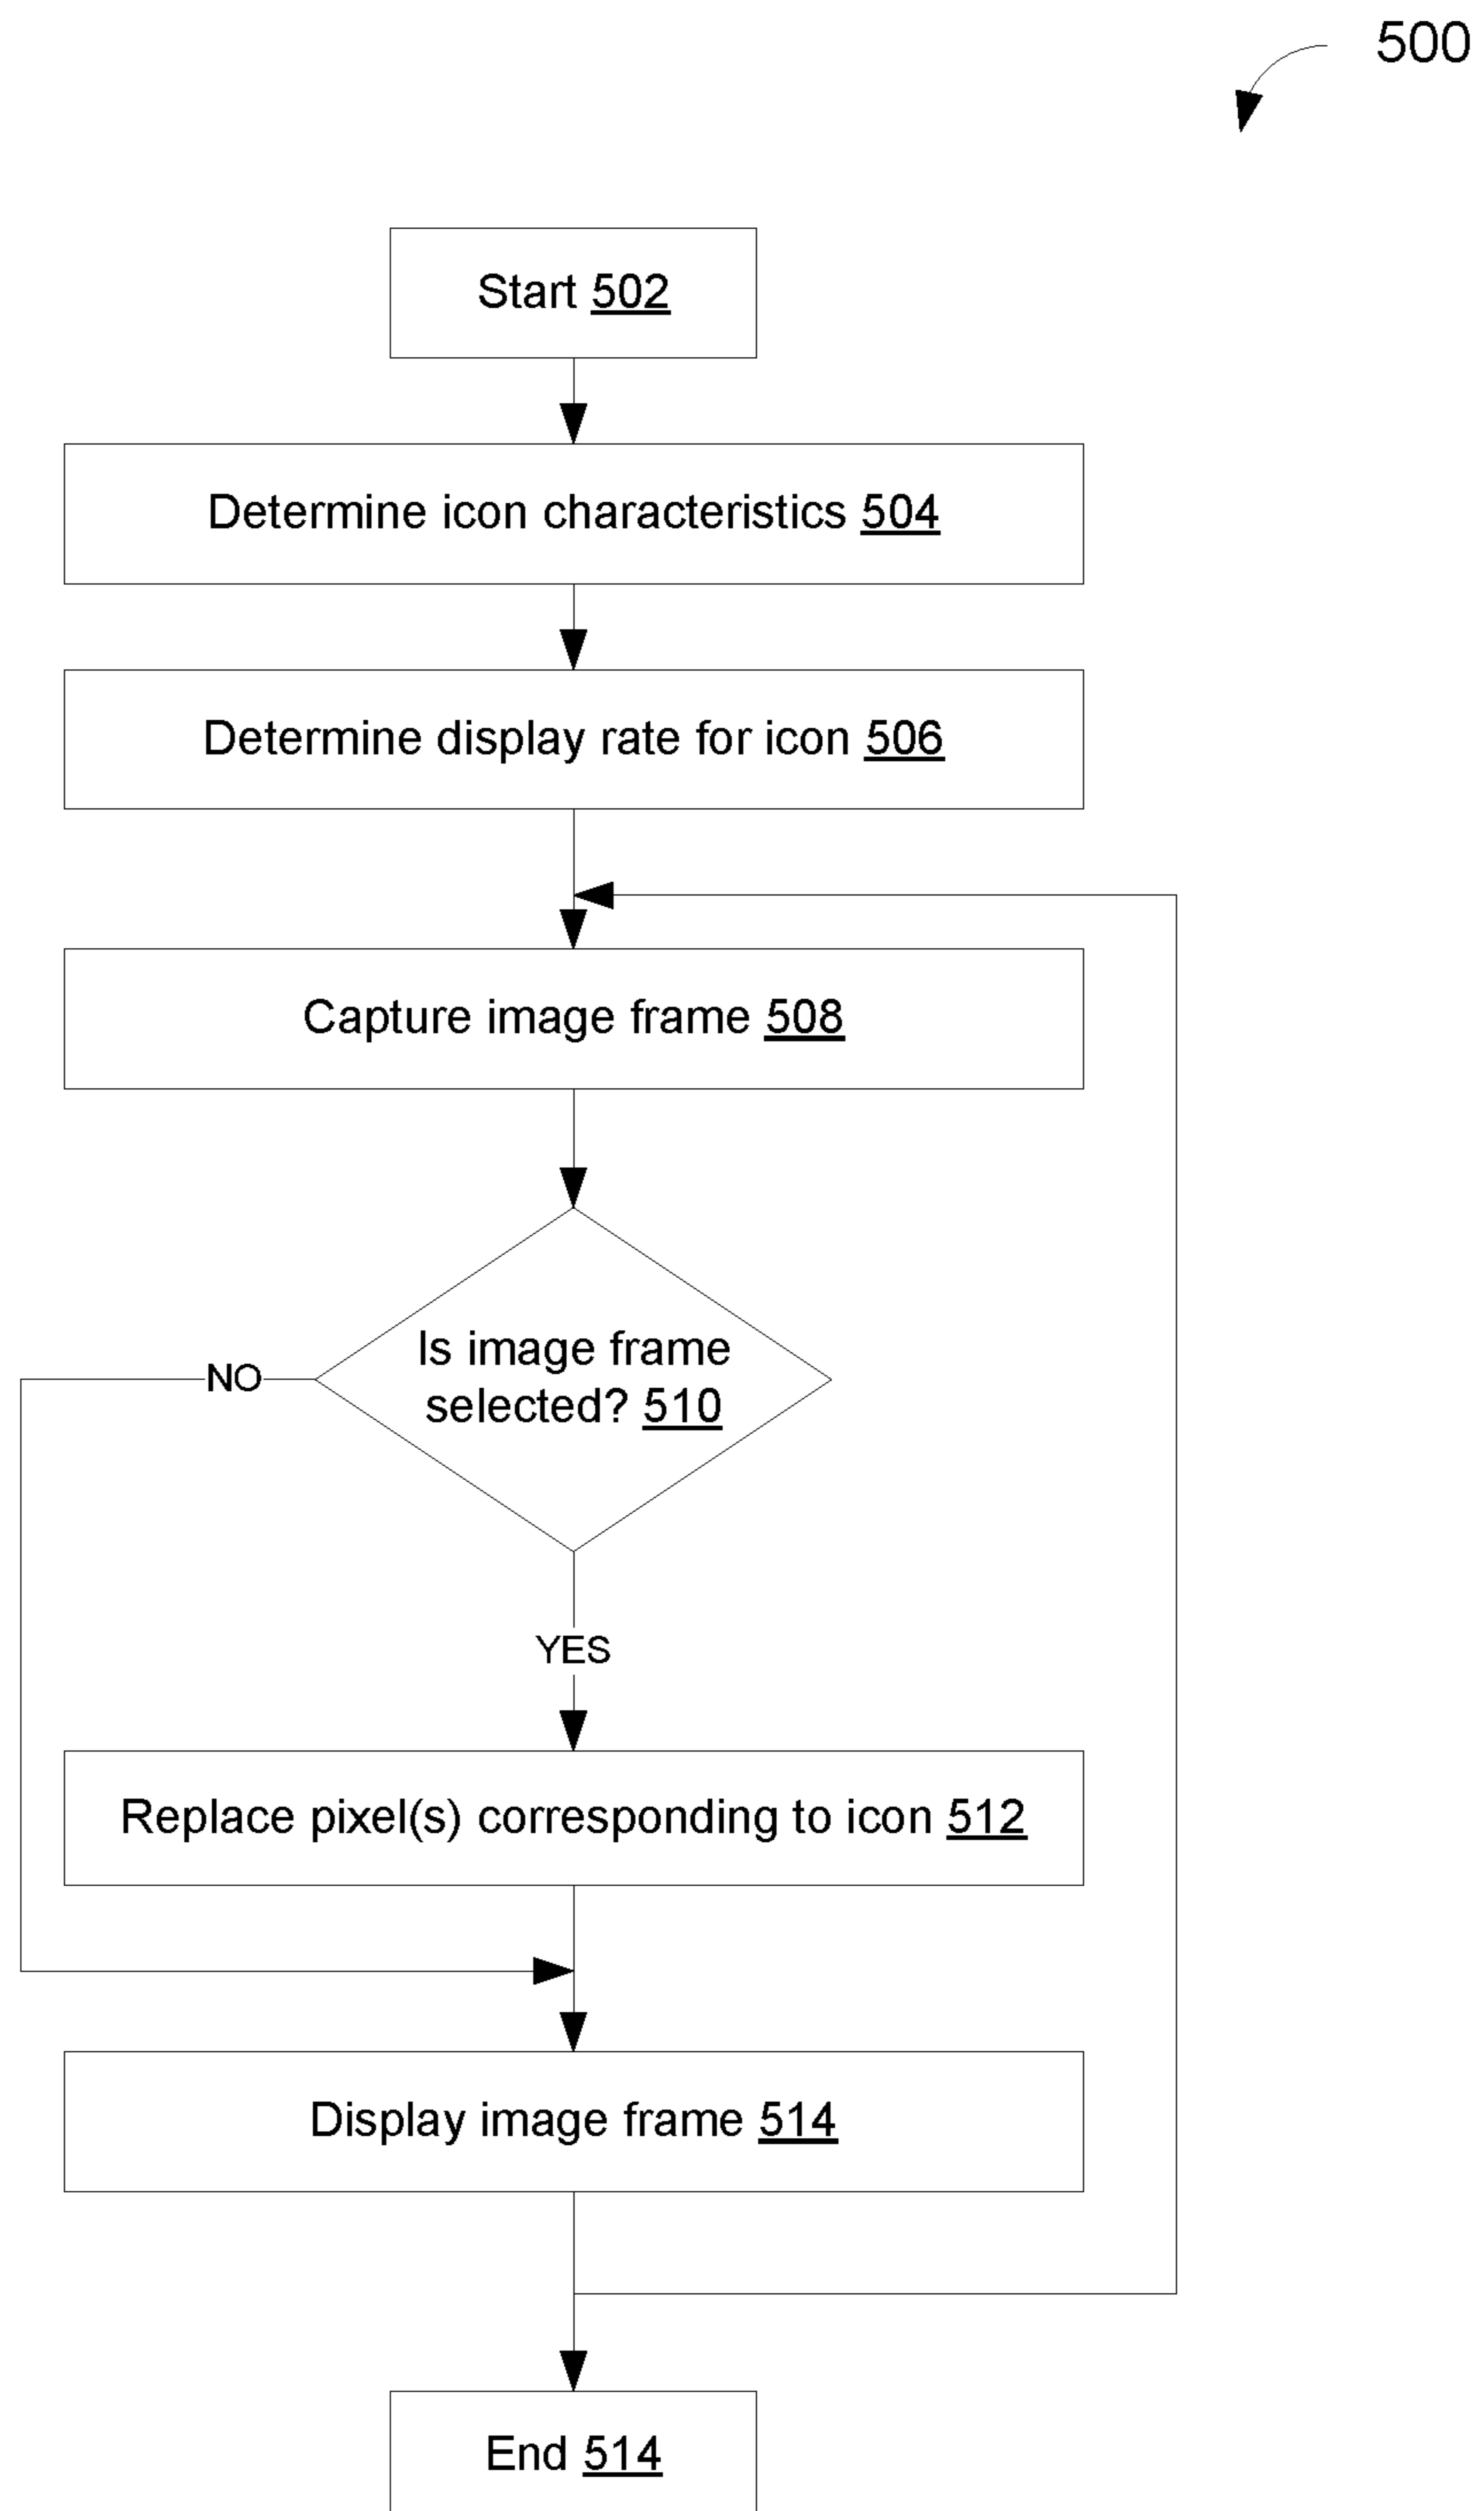 500
Start 502
Determine icon characteristics 504
Determine display rate for icon 506
Capture image frame 508
Is image frame
selected? 510
NO
YES
Replace pixel(s) corresponding to icon 512
Display image frame 514
End 514